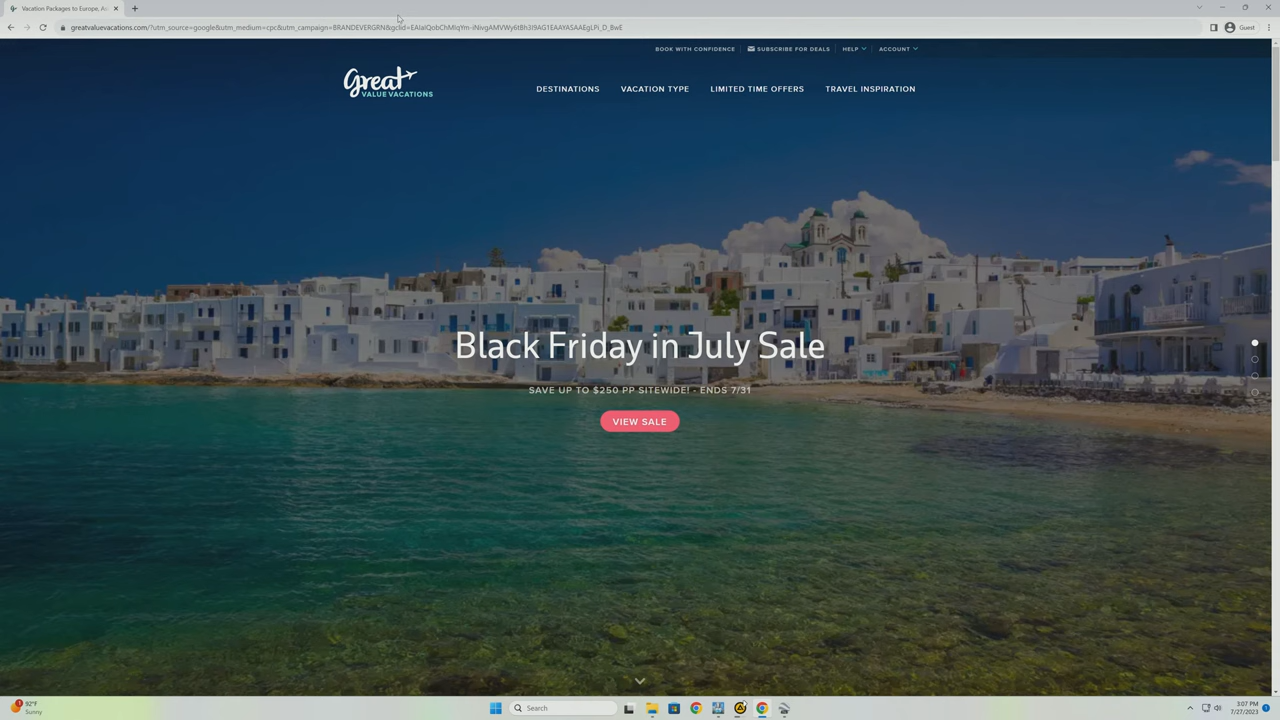 Vacation Packages to Europe, As
greatvaluevacations.com/?utm_source=google&utm_medium=cpc&utm_campaign=BRANDEVERGRN&gclid=
Guest
BOOK WITH CONFIDENCE
SUBSCRIBE FOR DEALS
HELP
ACCOUNT
Great
VALUE VACATIONS
DESTINATIONS
VACATION TYPE
LIMITED TIME OFFERS
TRAVEL INSPIRATION
Black Friday in July Sale
SAVE UP TO $250 PP SITEWIDE! - ENDS 7/31
VIEW SALE
1
92°F
Sunny
Search
3:07 PM
7/27/2023